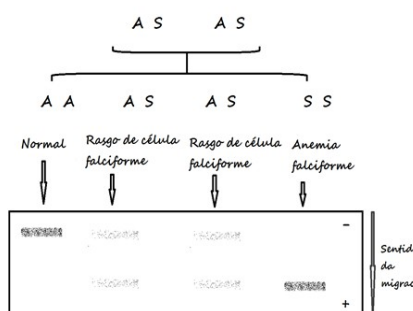 A S A S
A A A S A S S S
Normal Rasgo de célula falciforme Rasgo de célula falciforme Anemia falciforme
-
Sentid
da
migrac
+